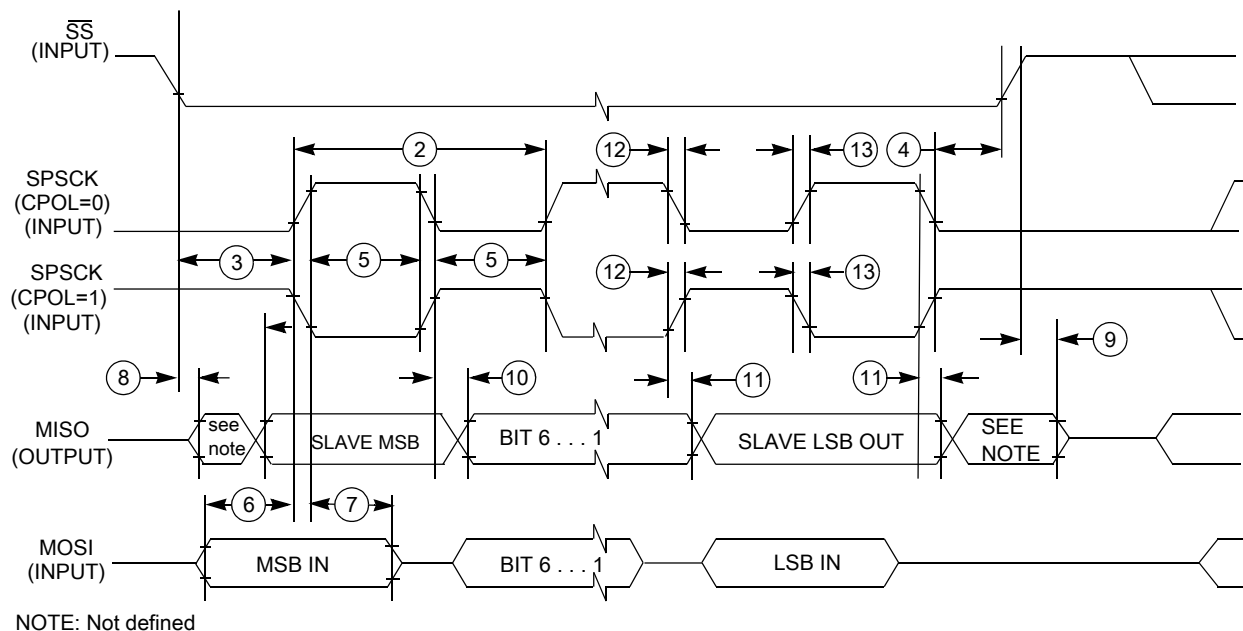 SS
(INPUT)
2
12
13
4
SPSCK
(CPOL=0)
(INPUT)
3
5
5
12
13
SPSCK
(CPOL=1)
(INPUT)
9
8
10
11
11
MISO
(OUTPUT)
see
note
SLAVE MSB
BIT 6 . . . 1
SLAVE LSB OUT
SEE
NOTE
6
7
MOSI
(INPUT)
MSB IN
BIT 6 . . . 1
LSB IN
NOTE: Not defined